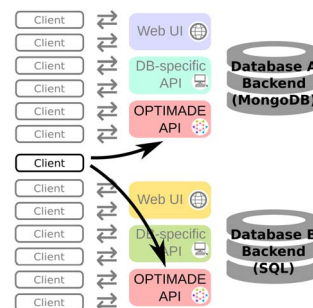 Client
Client
Client
Client
Client
Client
Client
Client
Client
Client
Client
Client
Client
Web UI
DB-specific
API
OPTIMADE
API
Database A
Backend
(MongoDB)
Web UI
DB-specific
API
OPTIMADE
API
Database B
Backend
(SQL)